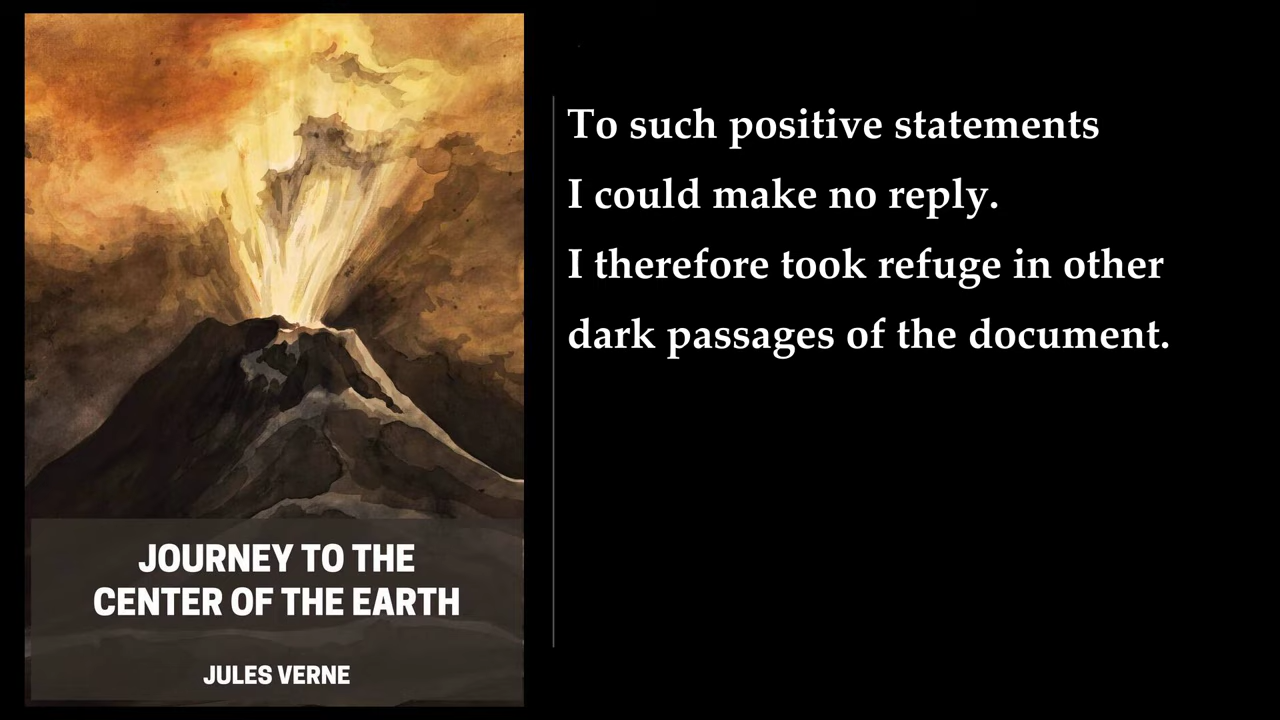 To such positive statements
I could make no reply.
I therefore took refuge in other
dark passages of the document.
JOURNEY TO THE
CENTER OF THE EARTH
JULES VERNE